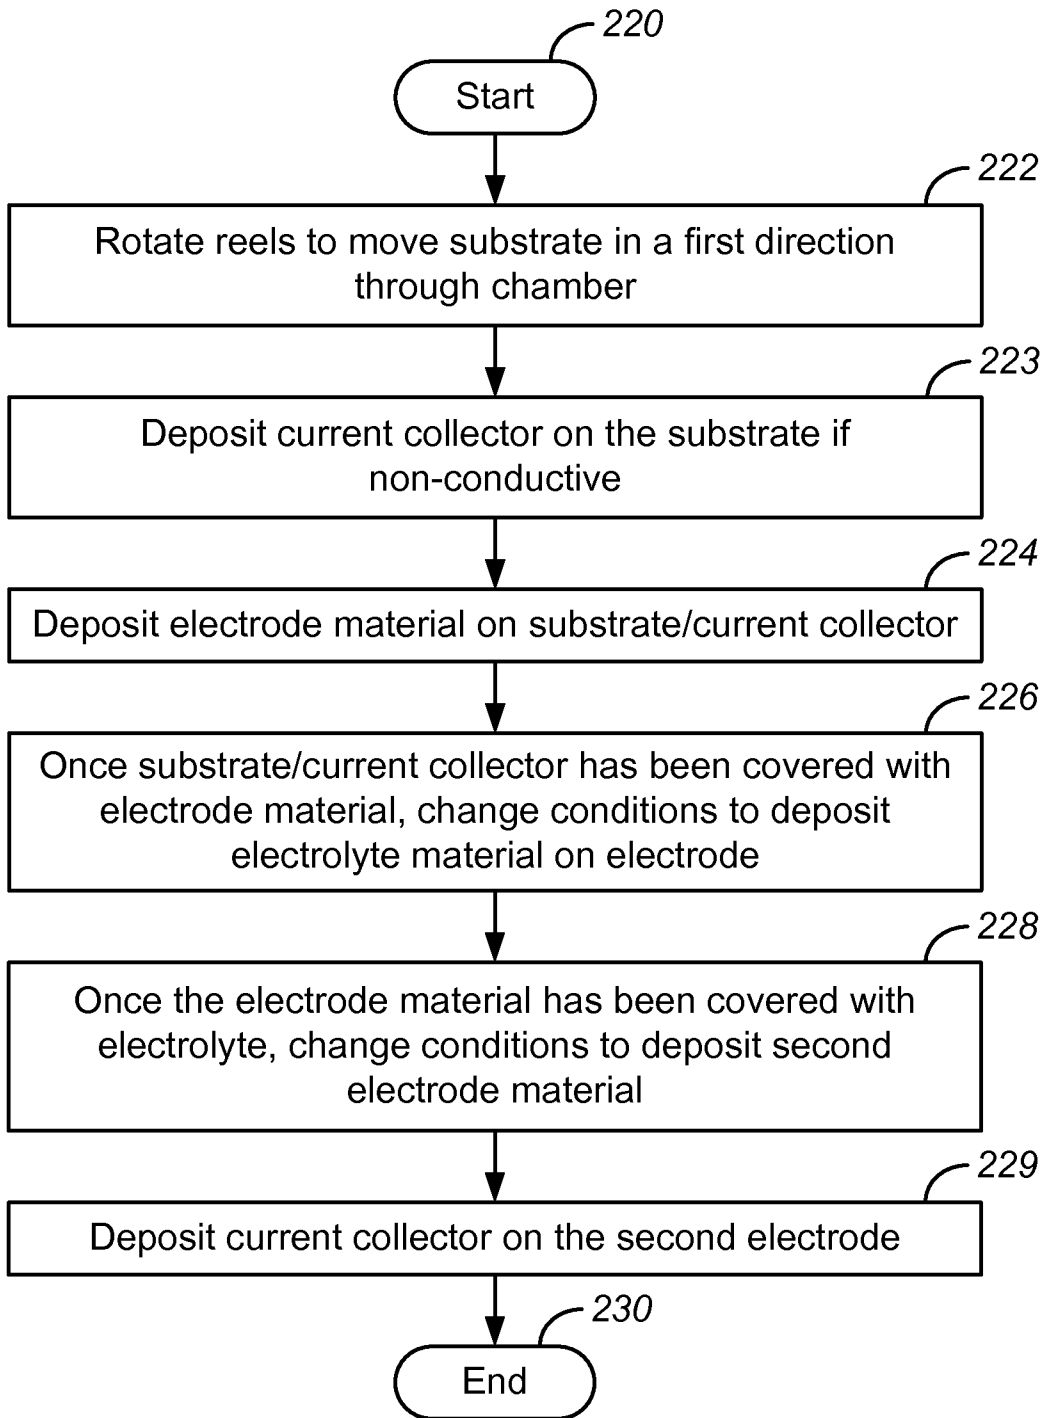 220
Start
222
Rotate reels to move substrate in a first direction
through chamber
223
Deposit current collector on the substrate if
non-conductive
224
Deposit electrode material on substrate/current collector
226
Once substrate/current collector has been covered with
electrode material, change conditions to deposit
electrolyte material on electrode
228
Once the electrode material has been covered with
electrolyte, change conditions to deposit second
electrode material
229
Deposit current collector on the second electrode
230
End